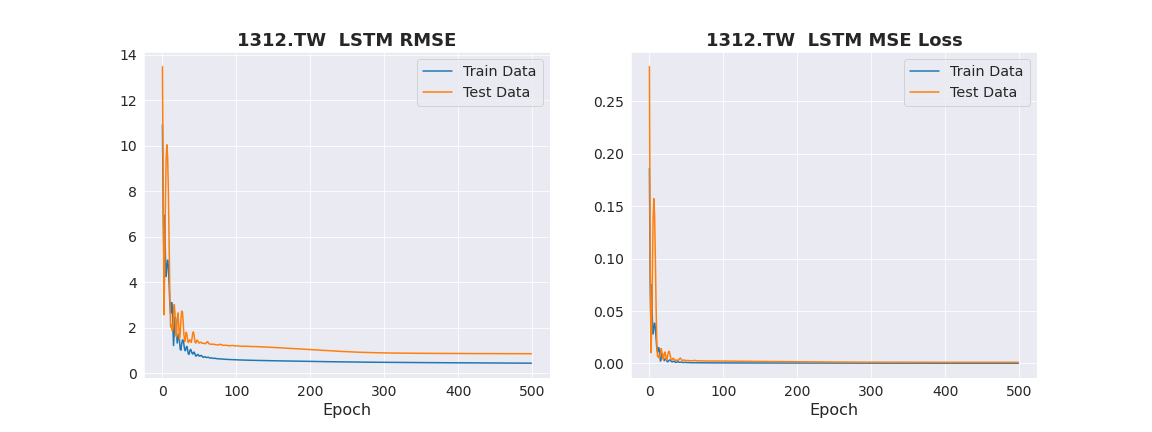 1312.TW  LSTM RMSE
14
12
10
8
6
4
2
0
0 100 200 300 400 500
Epoch
Train Data
Test Data
1312.TW  LSTM MSE Loss
0.25
0.20
0.15
0.10
0.05
0.00
0 100 200 300 400 500
Epoch
Train Data
Test Data